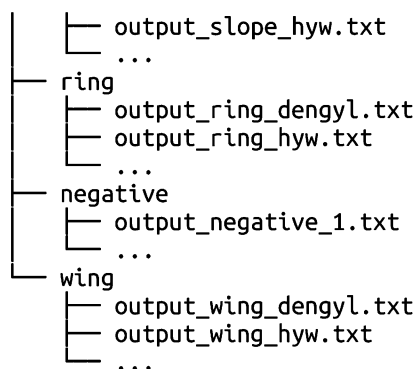 │   ├── output_slope_hyw.txt
│   └── ...
├── ring
│   ├── output_ring_dengyl.txt
│   ├── output_ring_hyw.txt
│   └── ...
├── negative
│   ├── output_negative_1.txt
│   └── ...
└── wing
    ├── output_wing_dengyl.txt
    ├── output_wing_hyw.txt
    └── ...